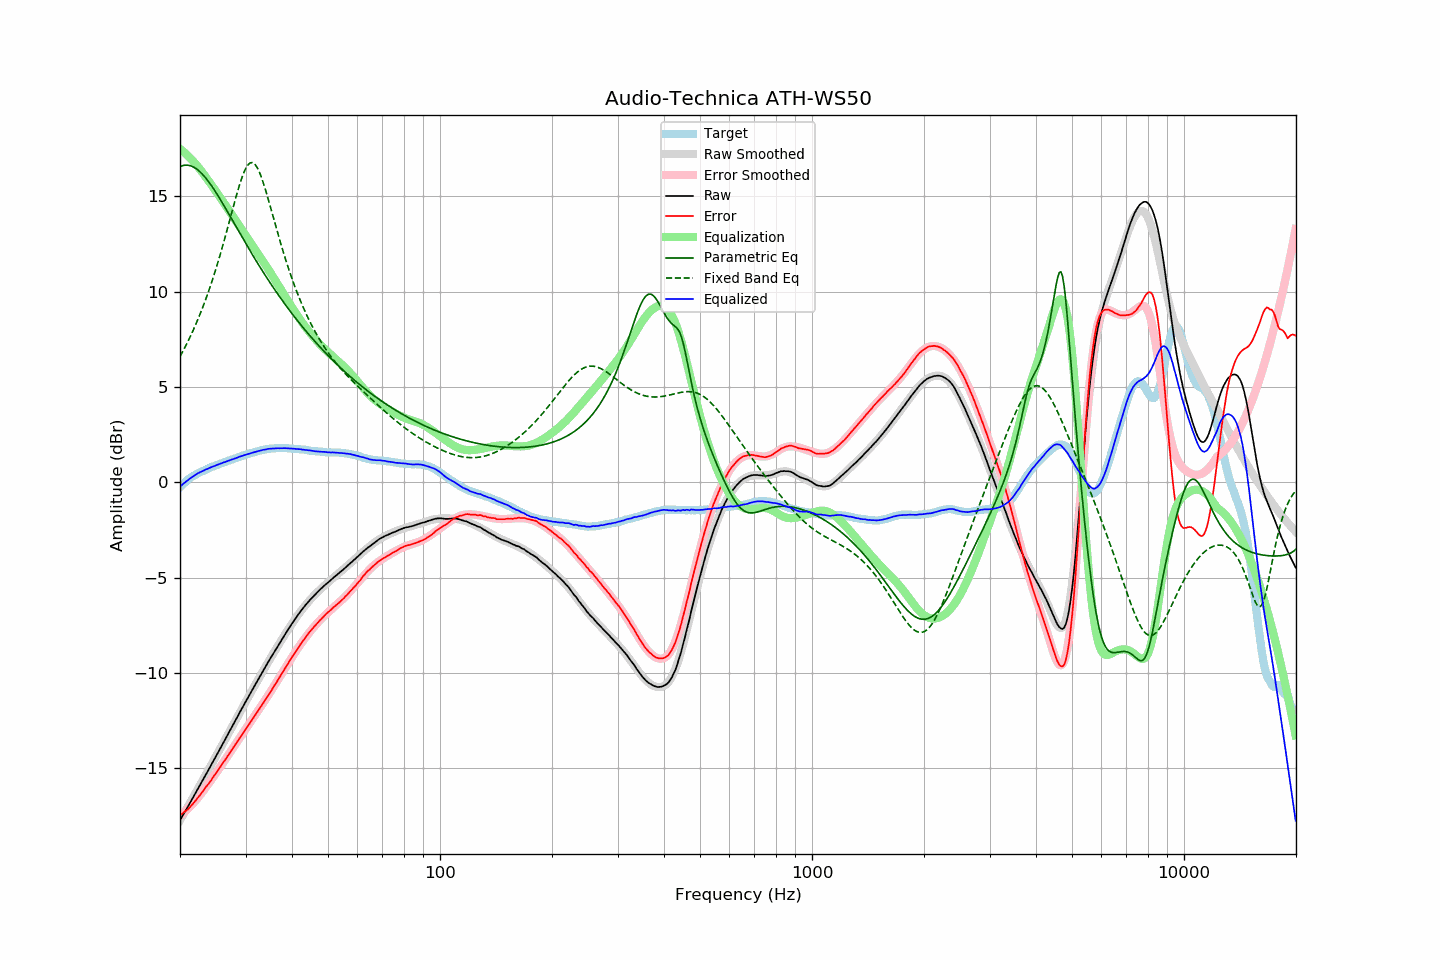 Audio-Technica ATH-WS50
Target
Raw Smoothed
Error Smoothed
Raw
Error
Equalization
Parametric Eq
Fixed Band Eq
Equalized
Amplitude (dBr)
15
10
5
0
−5
−10
−15
100
1000
10000
Frequency (Hz)